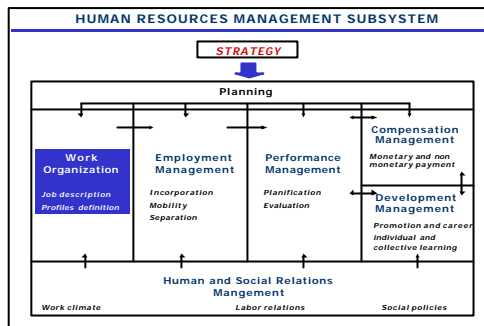 HUMAN RESOURCES MANAGEMENT SUBSYSTEM
STRATEGY
Planning
Work
Organization
Job description
Profiles definition
Employment
Management
Incorporation
Mobility
Separation
Performance
Management
Planification
Evaluation
Compensation
Management
Monetary and non
monetary payment
Development
Management
Promotion and career
individual and
collective learning
Human and Social Relations
Mangement
Work climate
Labor relations
Social policies